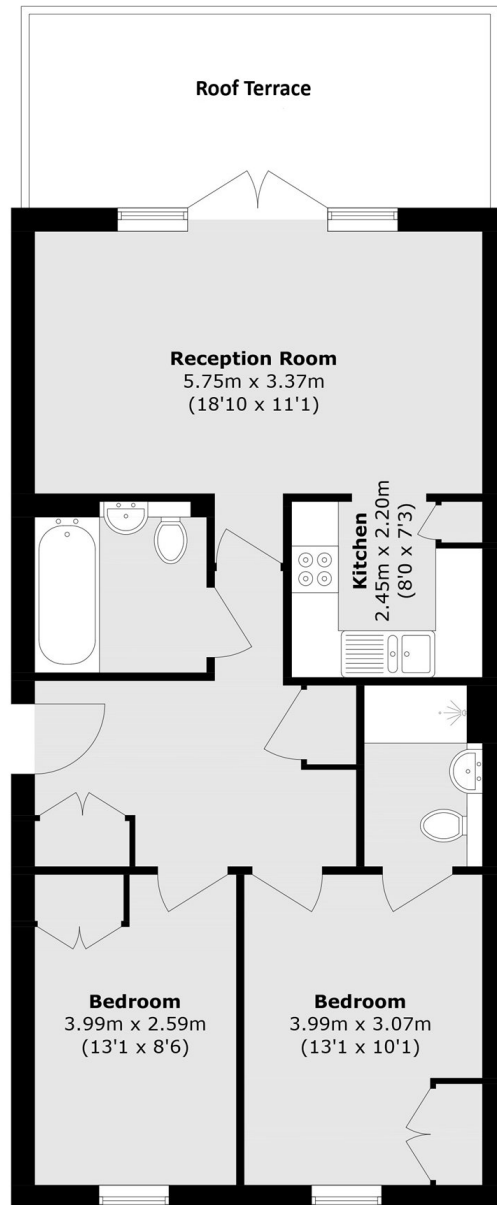 Roof Terrace
Reception Room
5.75m x 3.37m
(18'10 x 11'1)
Kitchen
2.45m x 2.20m
(8'0 x 7'3)
Bedroom
3.99m x 2.59m
(13'1 x 8'6)
Bedroom
3.99m x 3.07m
(13'1 x 10'1)